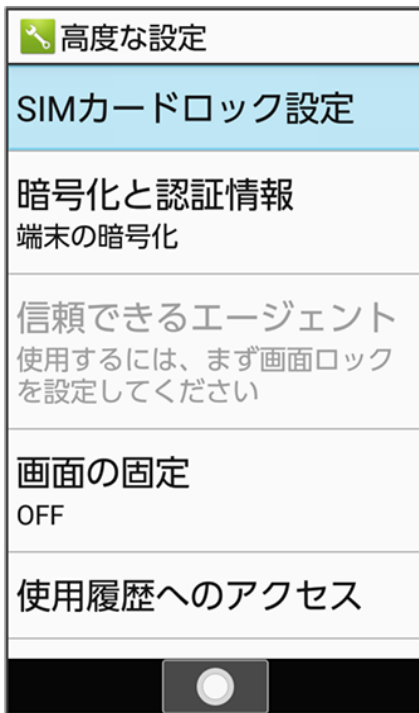 高度な設定
SIMカードロック設定
暗号化と認証情報
端末の暗号化
信頼できるエージェント
使用するには、まず画面ロック
を設定してください
画面の固定
OFF
使用履歴へのアクセス